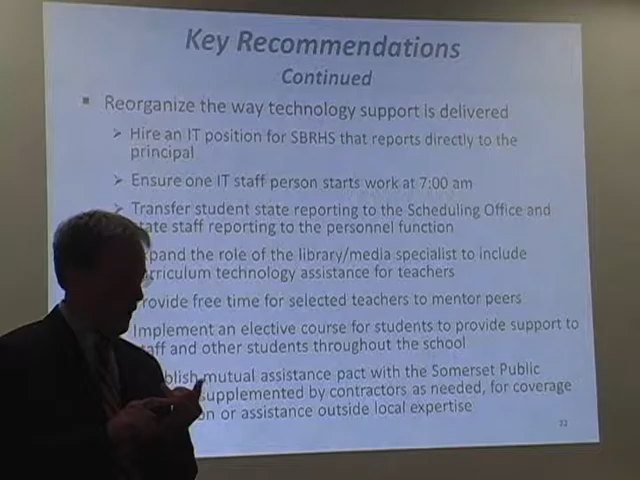 Key Recommendations
Continued
▪ Reorganize the way technology support is delivered
➢ Hire an IT position for SBRHS that reports directly to the
principal
➢ Ensure one IT staff person starts work at 7:00 am
➢ Transfer student state reporting to the Scheduling Office and
tate staff reporting to the personnel function
xpand the role of the library/media specialist to include
rriculum technology assistance for teachers
rovide free time for selected teachers to mentor peers
Implement an elective course for students to provide support to
aff and other students throughout the school
blish mutual assistance pact with the Somerset Public
supplemented by contractors as needed, for coverage
on or assistance outside local expertise
22